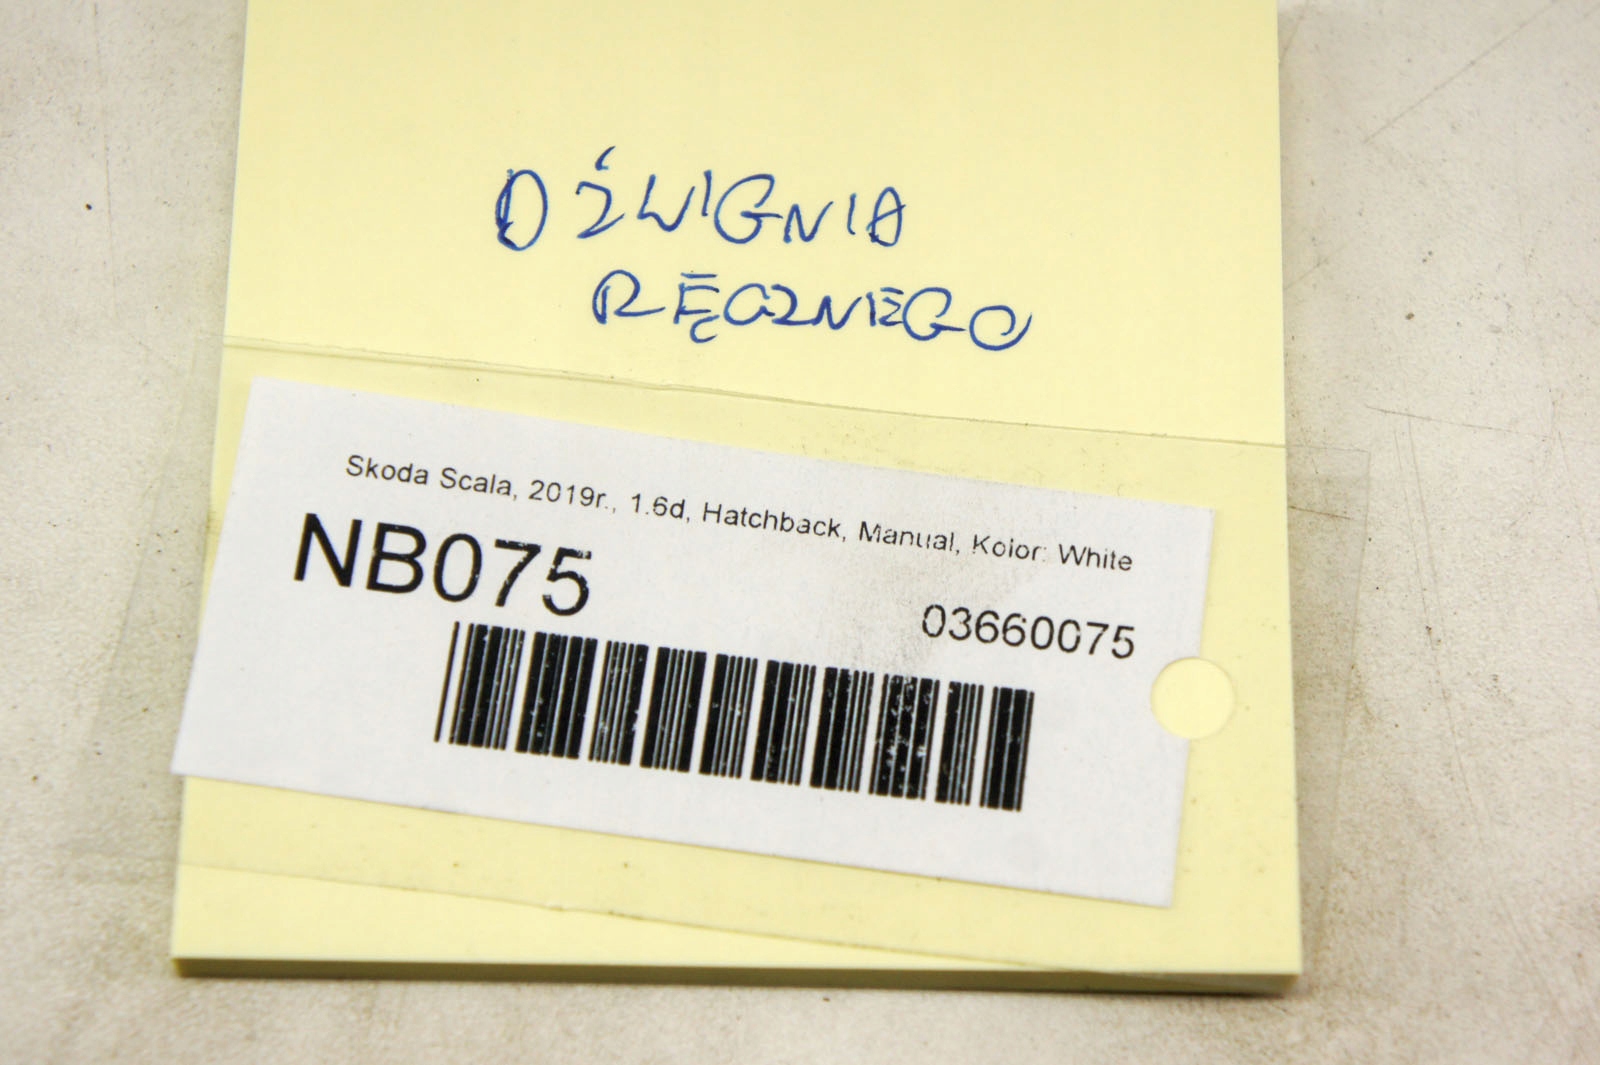 DŹWIGNIA
RĘCZNEGO
Skoda Scala, 2019r., 1.6d, Hatchback, Manual, Kolor: White
NB075
03660075